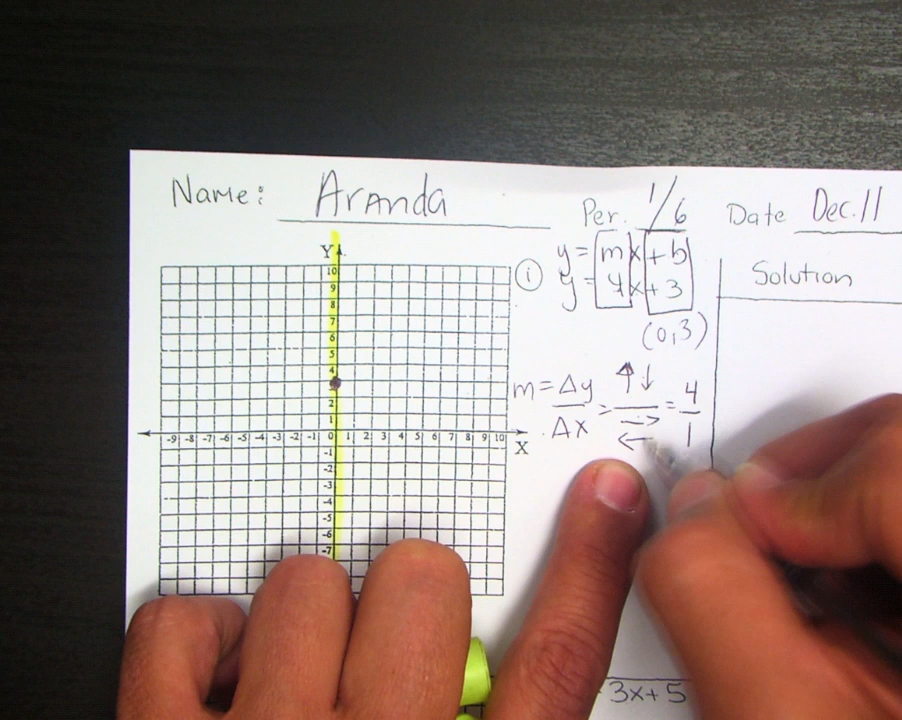 Name: Aranda Per. 1/6 Date Dec. 11
Y
10
9
8
7
6
5
4
2
1
-9 -8 -7 -6 -5 -4 -3 -2 -1 0 1 2 3 4 5 6 7 8 9 10 X
-1
-2
-3
-4
-5
-6
-7
① y = mx + b
y = 4x + 3
(0,3)
m = Δy/Δx = ↑↓/⇒← = 4/1
Solution
3x + 5